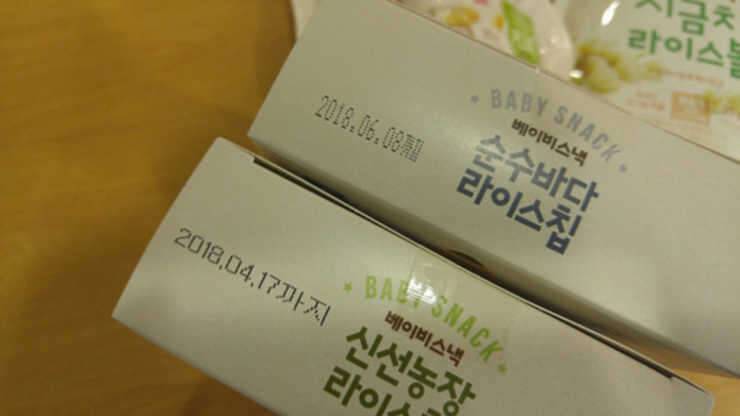 시금치
라이스볼
BABY SNACK
베이비스낵
순수바다
라이스칩
2018.06.08까지
BABY SNACK
베이비스낵
신선농장
2018.04.17까지